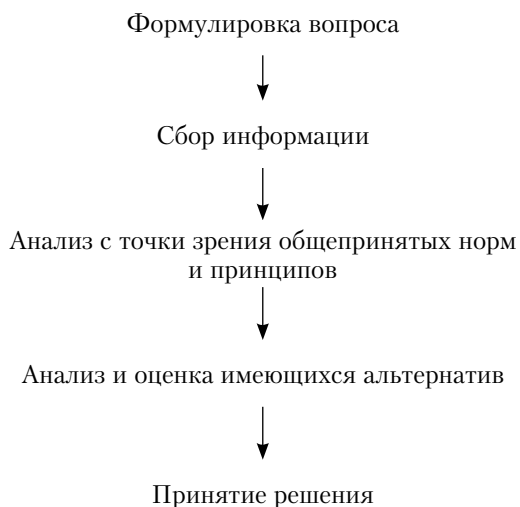 Формулировка вопроса
Сбор информации
Анализ с точки зрения общепринятых норм
и принципов
Анализ и оценка имеющихся альтернатив
Принятие решения